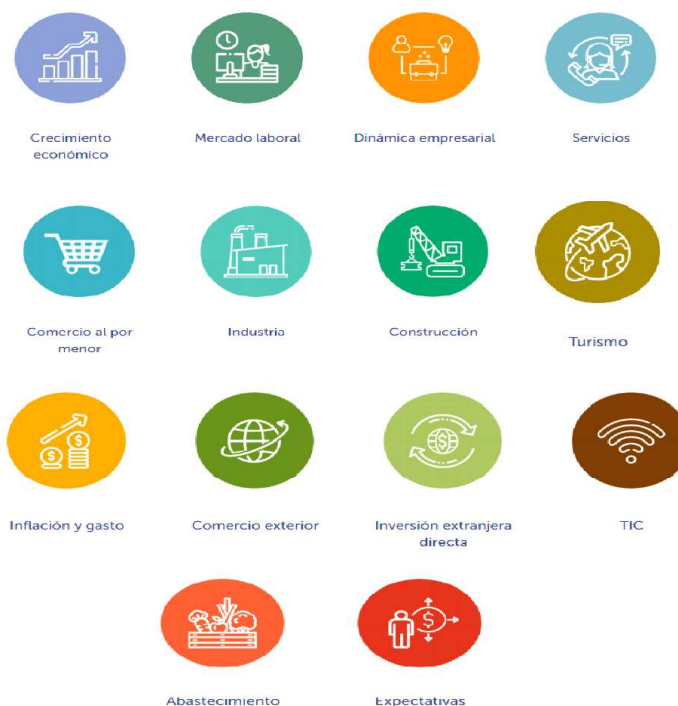 Crecimiento
económico
Mercado laboral
Dinámica empresarial
Servicios
Comercio al por
menor
Industria
Construcción
Turismo
Inflación y gasto
Comercio exterior
Inversión extranjera
directa
TIC
Abastecimiento
Expectativas